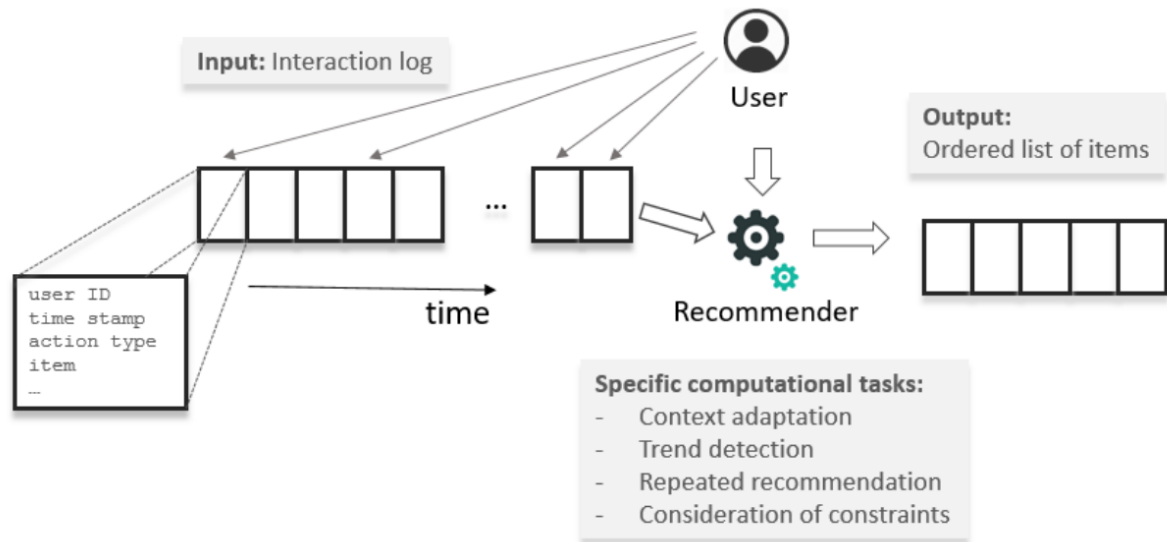 Input: Interaction log
User
Output:
Ordered list of items
...
user ID
time stamp
action type
item
…
time
Recommender
Specific computational tasks:
- Context adaptation
- Trend detection
- Repeated recommendation
- Consideration of constraints